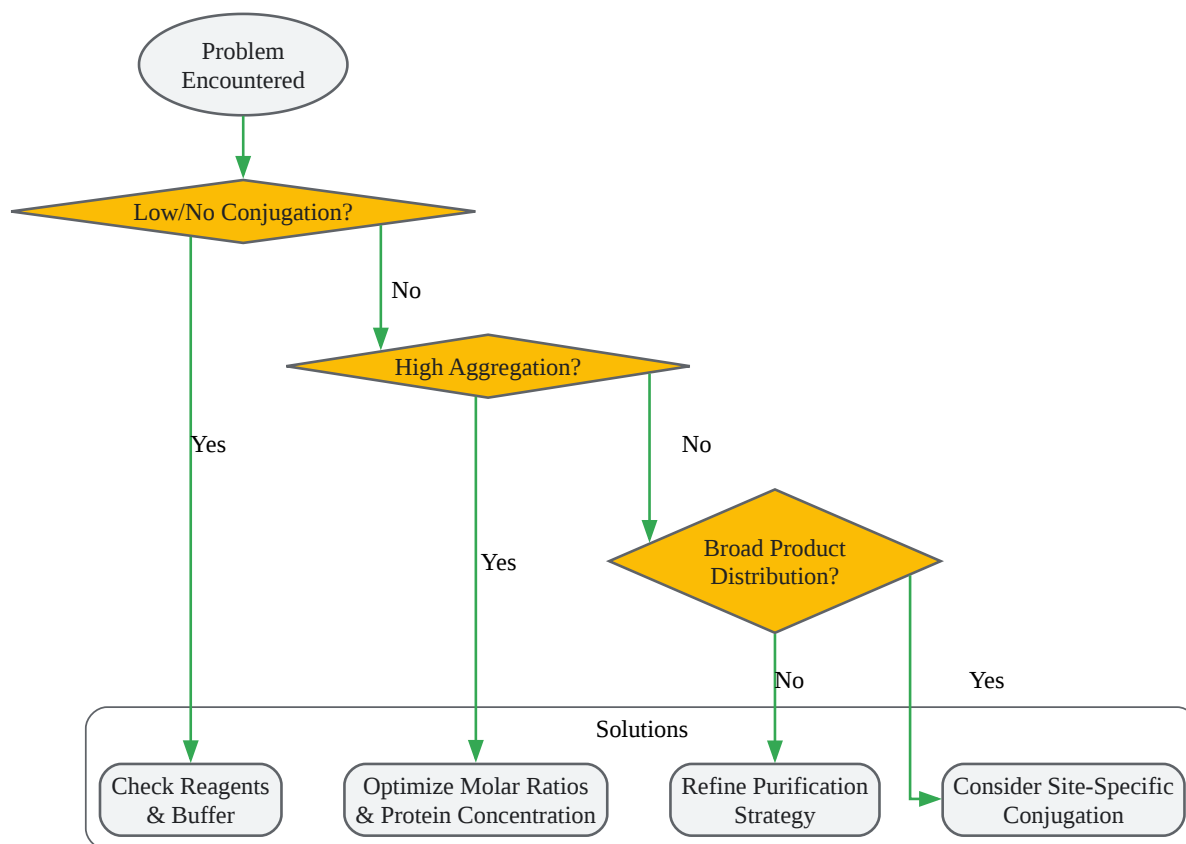 Problem
Encountered
Low/No Conjugation?
No
High Aggregation?
Yes
No
Broad Product
Distribution?
Yes
No
Yes
Solutions
Check Reagents
& Buffer
Optimize Molar Ratios
& Protein Concentration
Refine Purification
Strategy
Consider Site-Specific
Conjugation